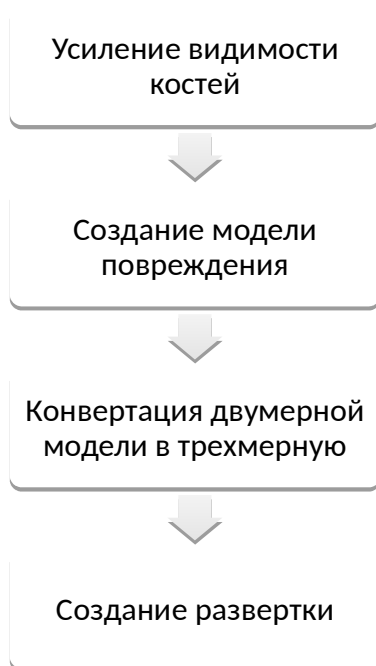 Усиление видимости
костей
Создание модели
повреждения
Конвертация двумерной
модели в трехмерную
Создание развертки